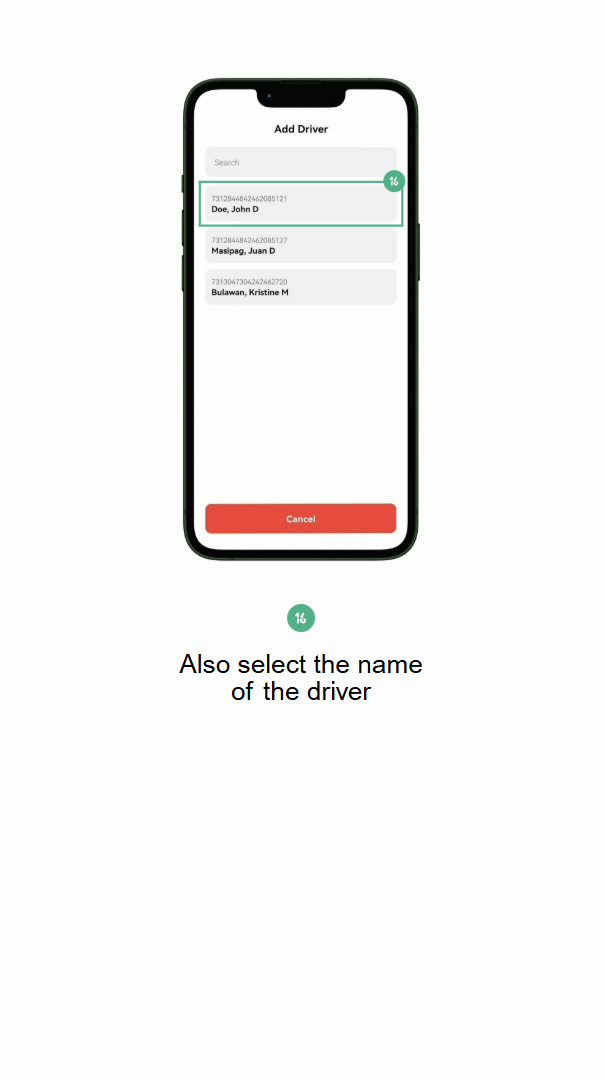 Add Driver
Search
16
7312844842462085121
Doe, John D
7312844842462085127
Masipag, Juan D
7313047304242462720
Bulawan, Kristine M
Cancel
16
Also select the name
of the driver